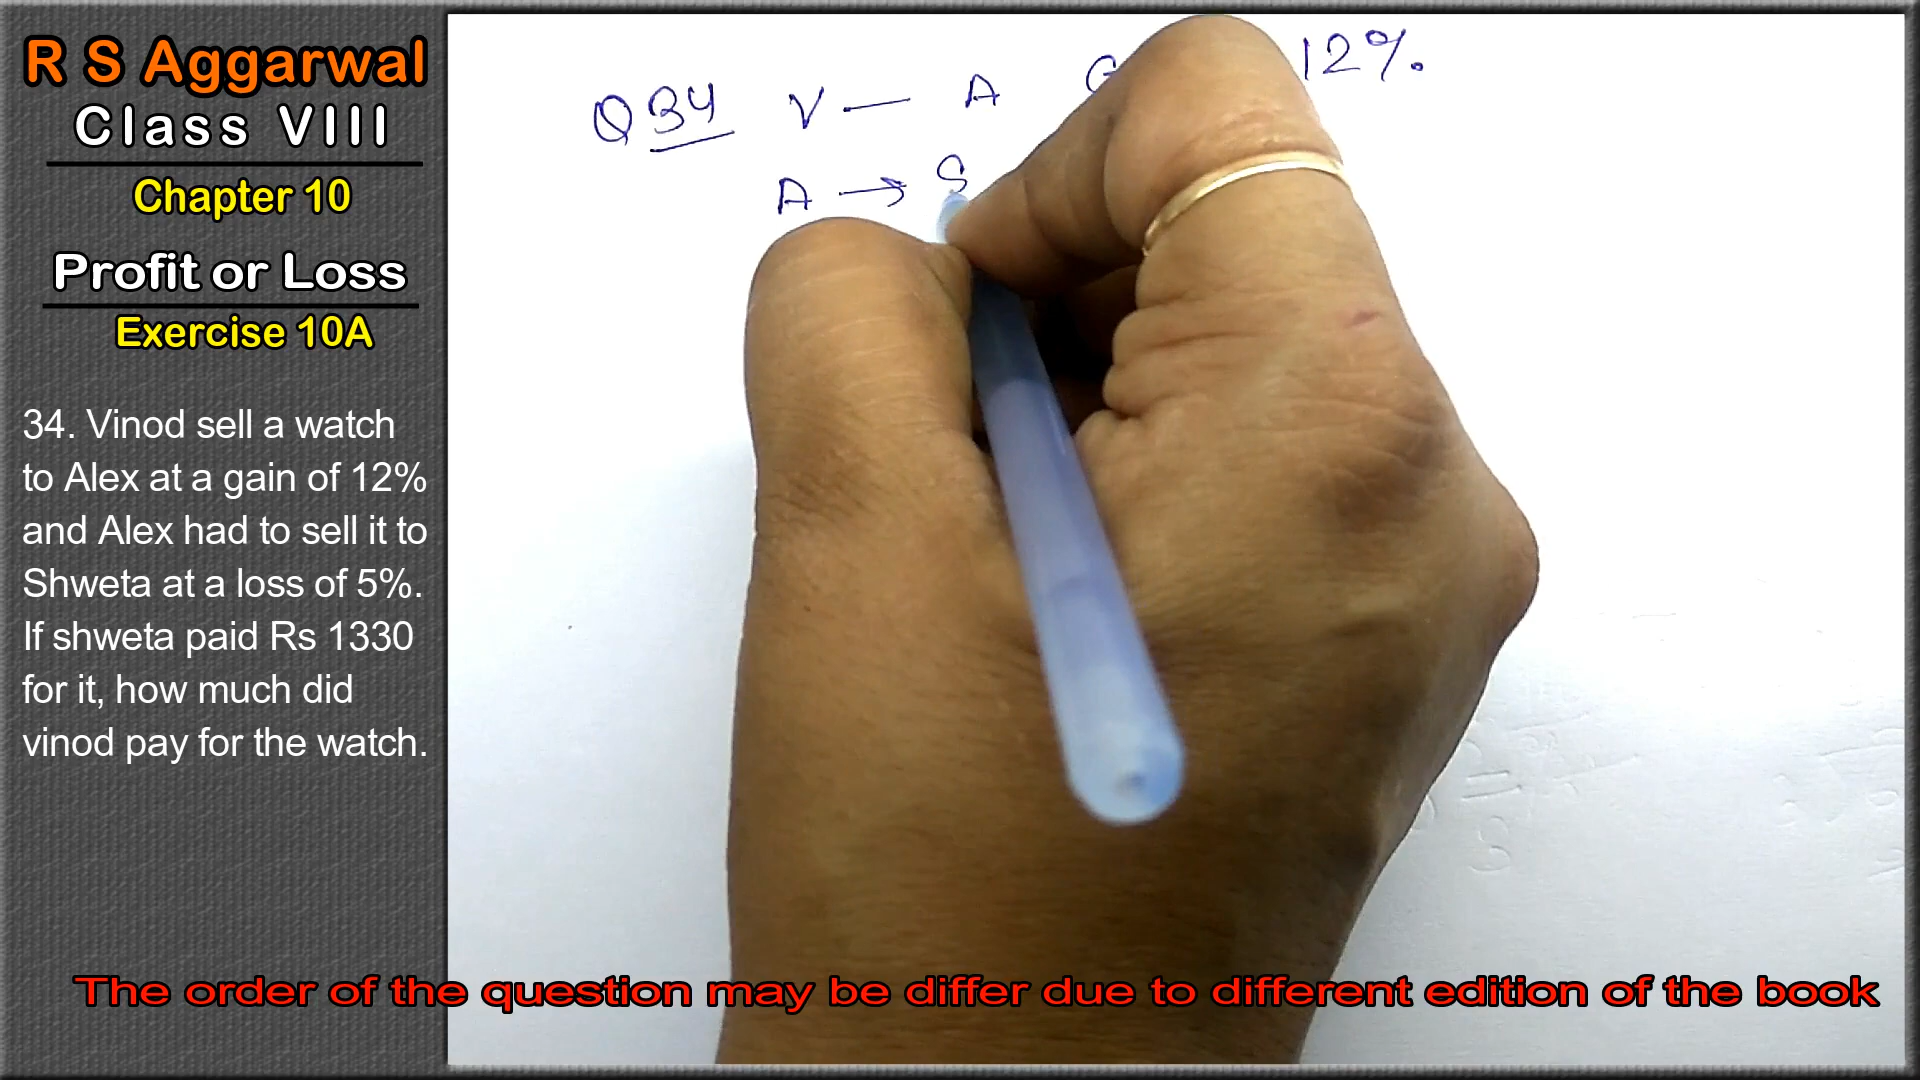 R S Aggarwal
Class VIII
Chapter 10
Profit or Loss
Exercise 10A
34. Vinod sell a watch
to Alex at a gain of 12%
and Alex had to sell it to
Shweta at a loss of 5%.
If shweta paid Rs 1330
for it, how much did
vinod pay for the watch.
Q 34 V — A G 12%.
A → S
The order of the question may be differ due to different edition of the book